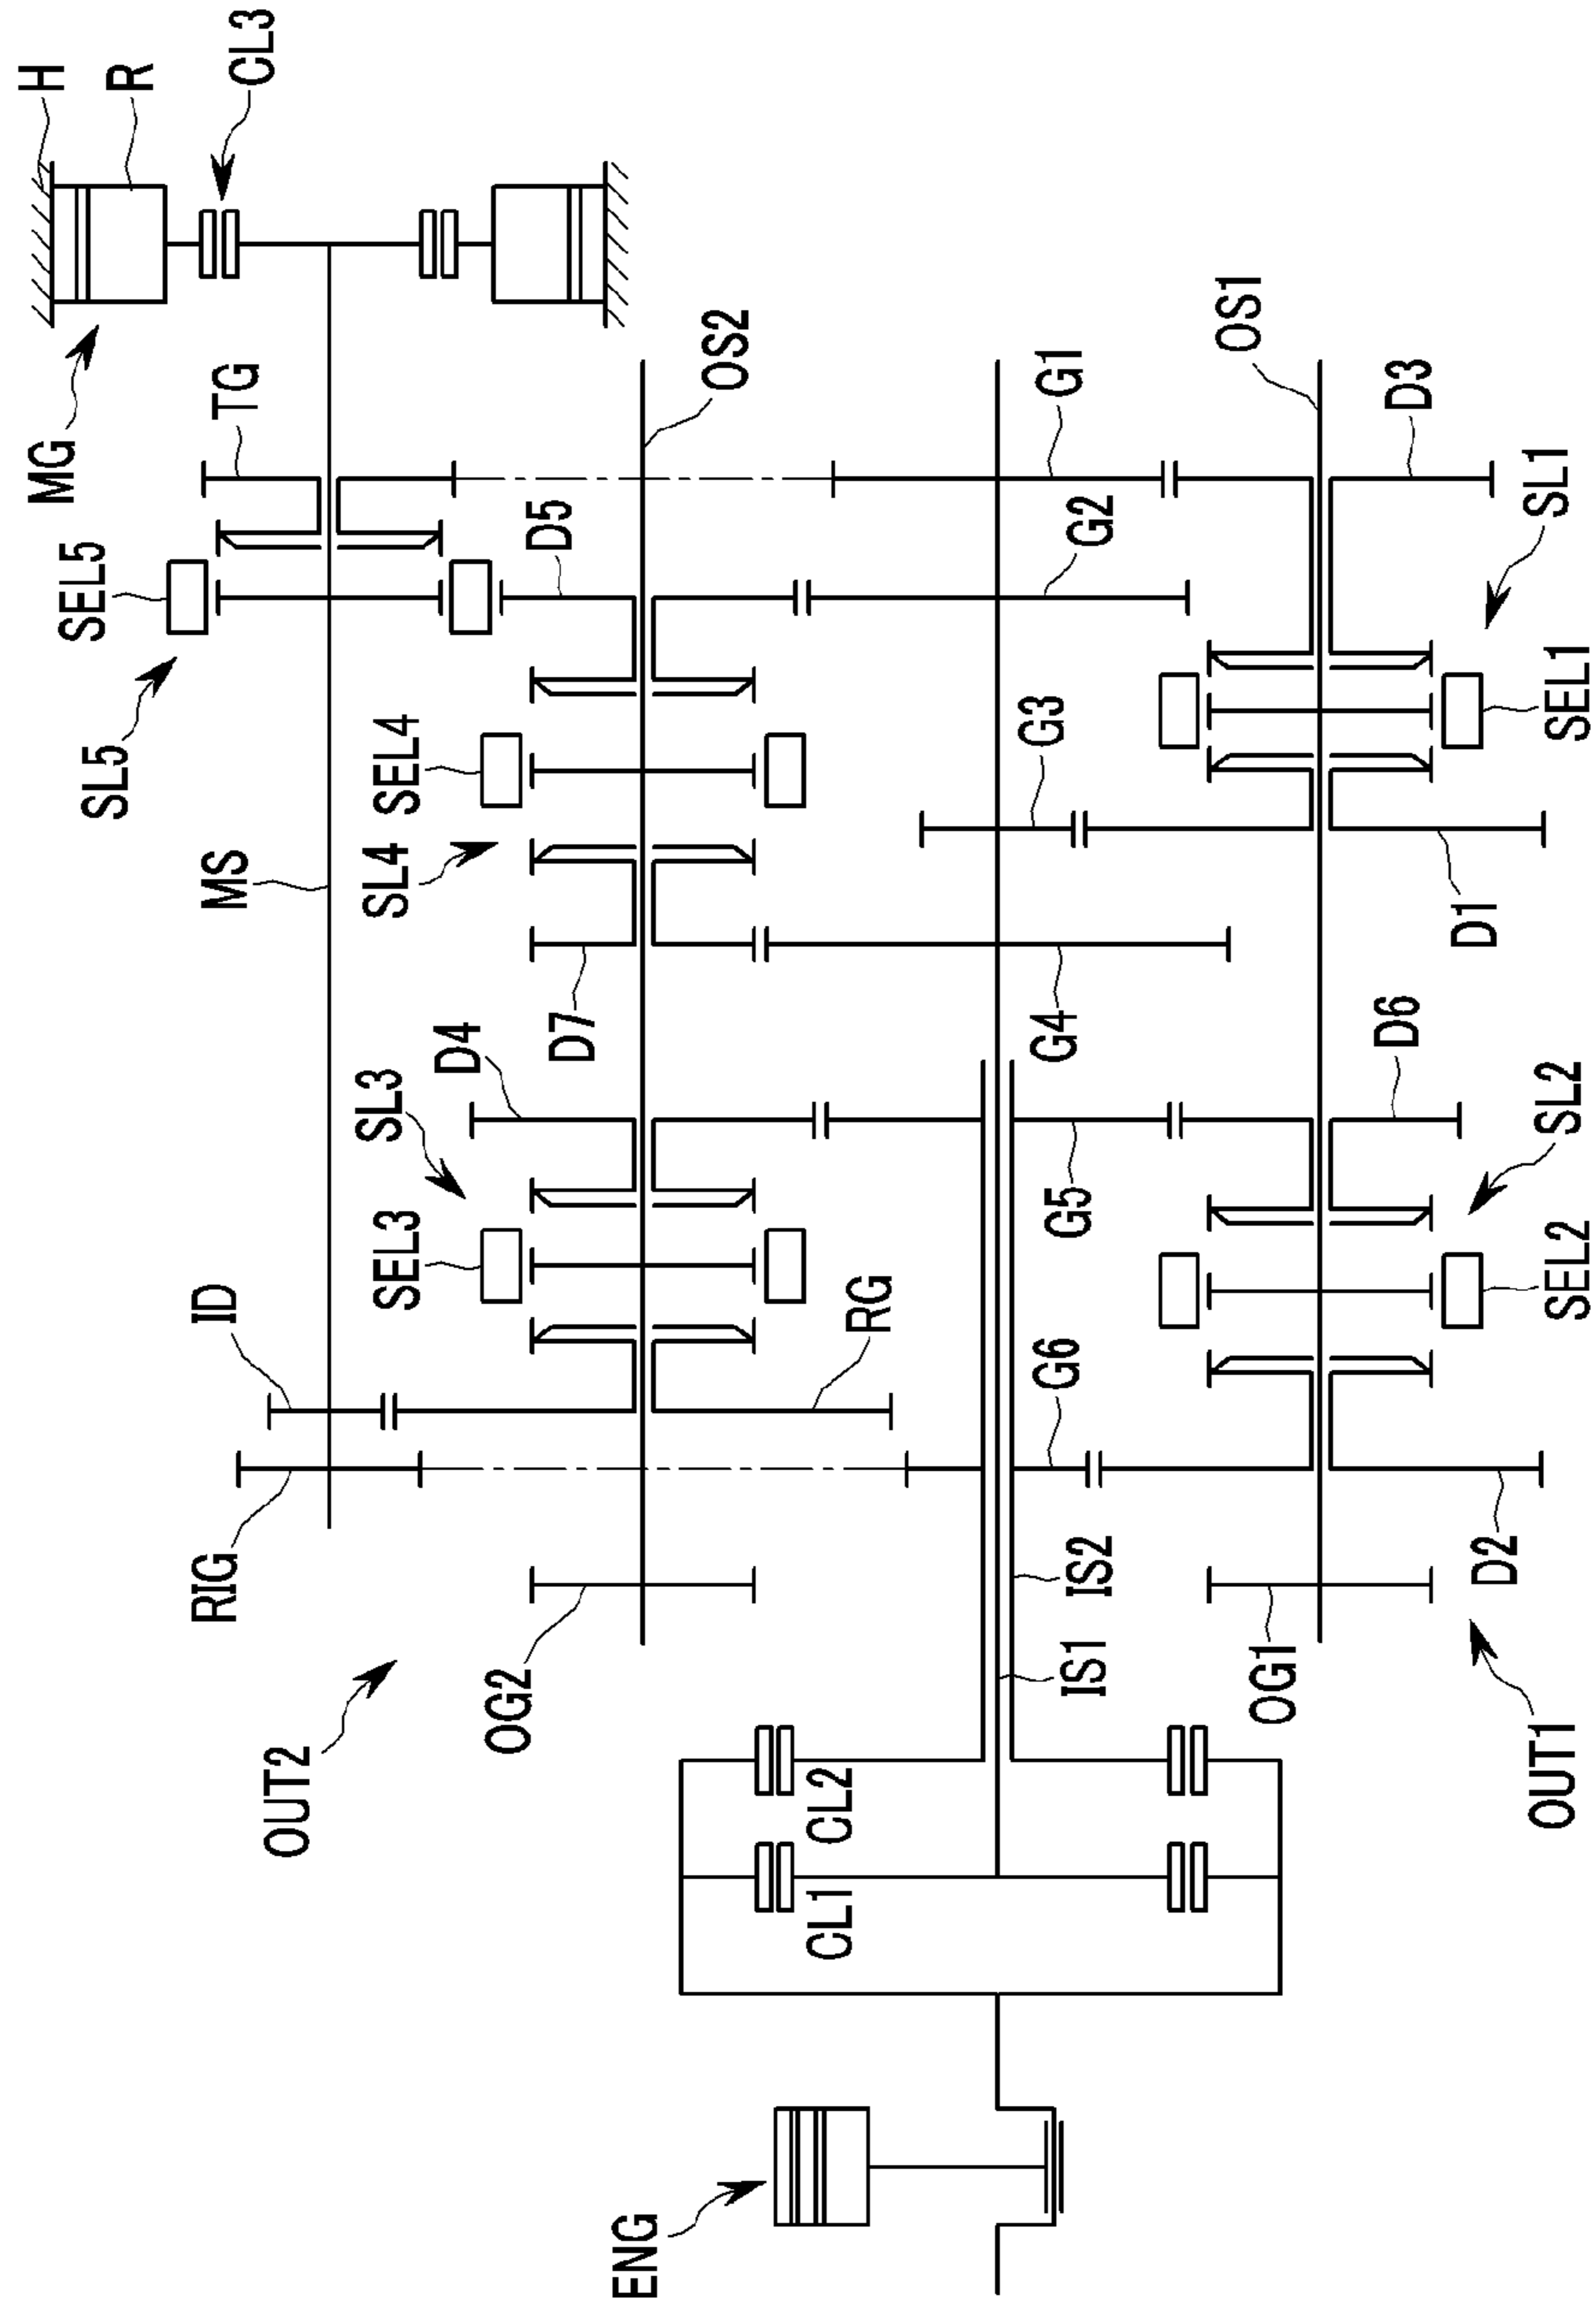 H
R
CL3
MG
TG
SEL5
SL5
MS
OS2
D5
SEL4
SL4
D7
D4
SL3
SEL3
ID
RIG
RG
OG2
OUT2
G1
G2
G3
G4
G5
G6
OS1
D3
SL1
SEL1
D1
D6
SL2
SEL2
D2
OG1
OUT1
IS2
IS1
CL2
CL1
ENG